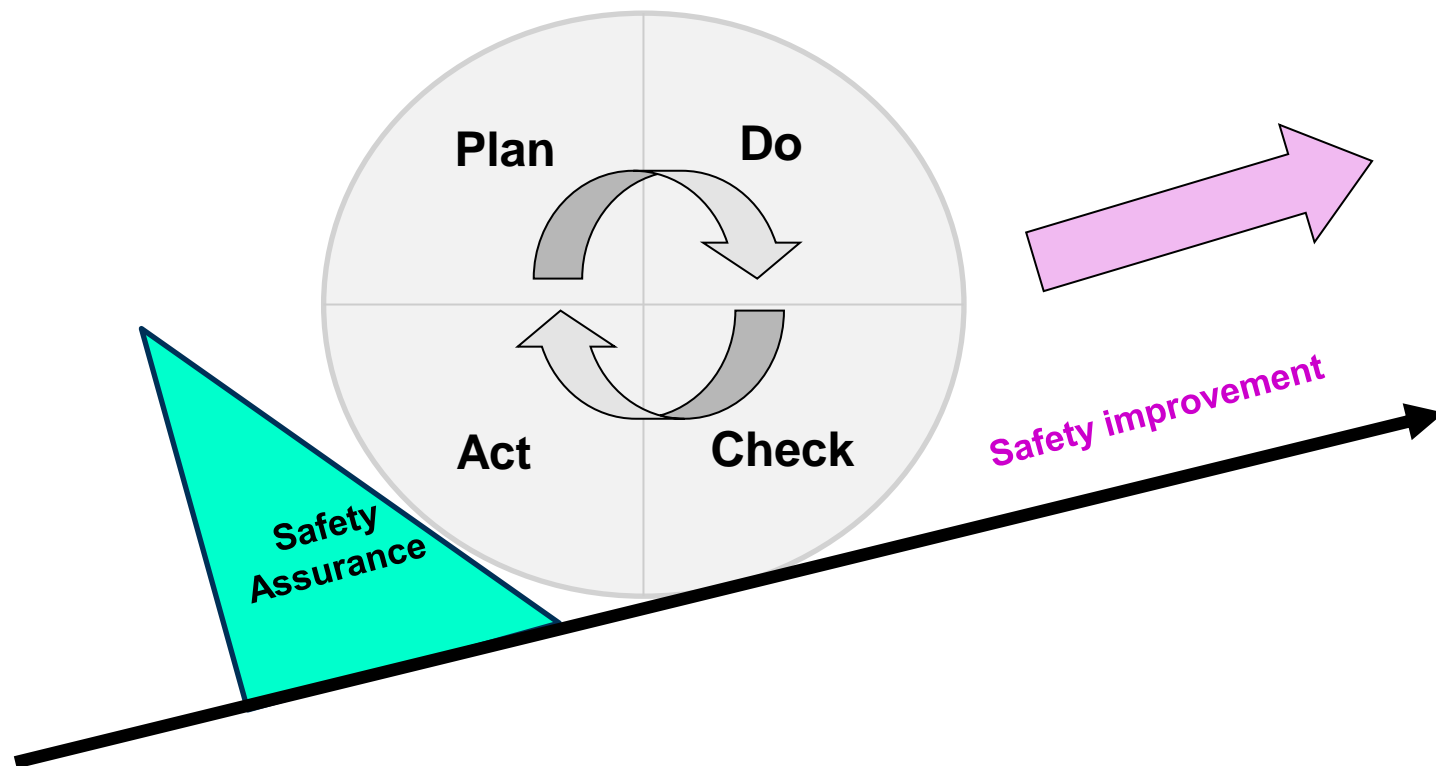 Plan
Do
Act
Check
Safety
Assurance
Safety improvement